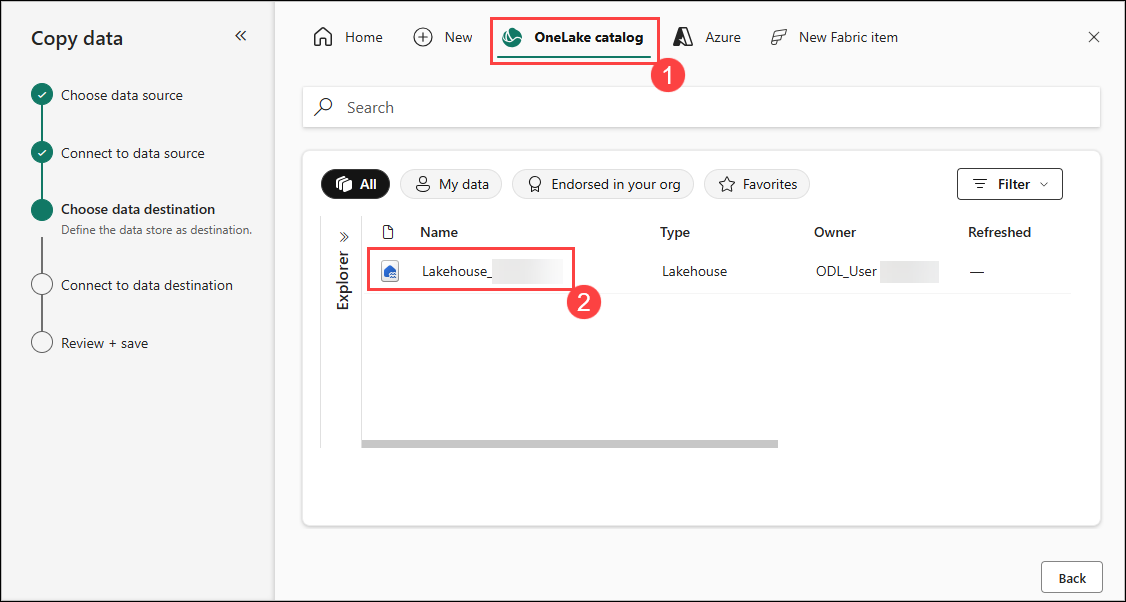 Copy data
Choose data source
Connect to data source
Choose data destination
Define the data store as destination.
Connect to data destination
Review + save
Home New OneLake catalog Azure New Fabric item
1
Search
All My data Endorsed in your org Favorites Filter
Explorer
Name Type Owner Refreshed
Lakehouse_ Lakehouse ODL_User —
2
Back